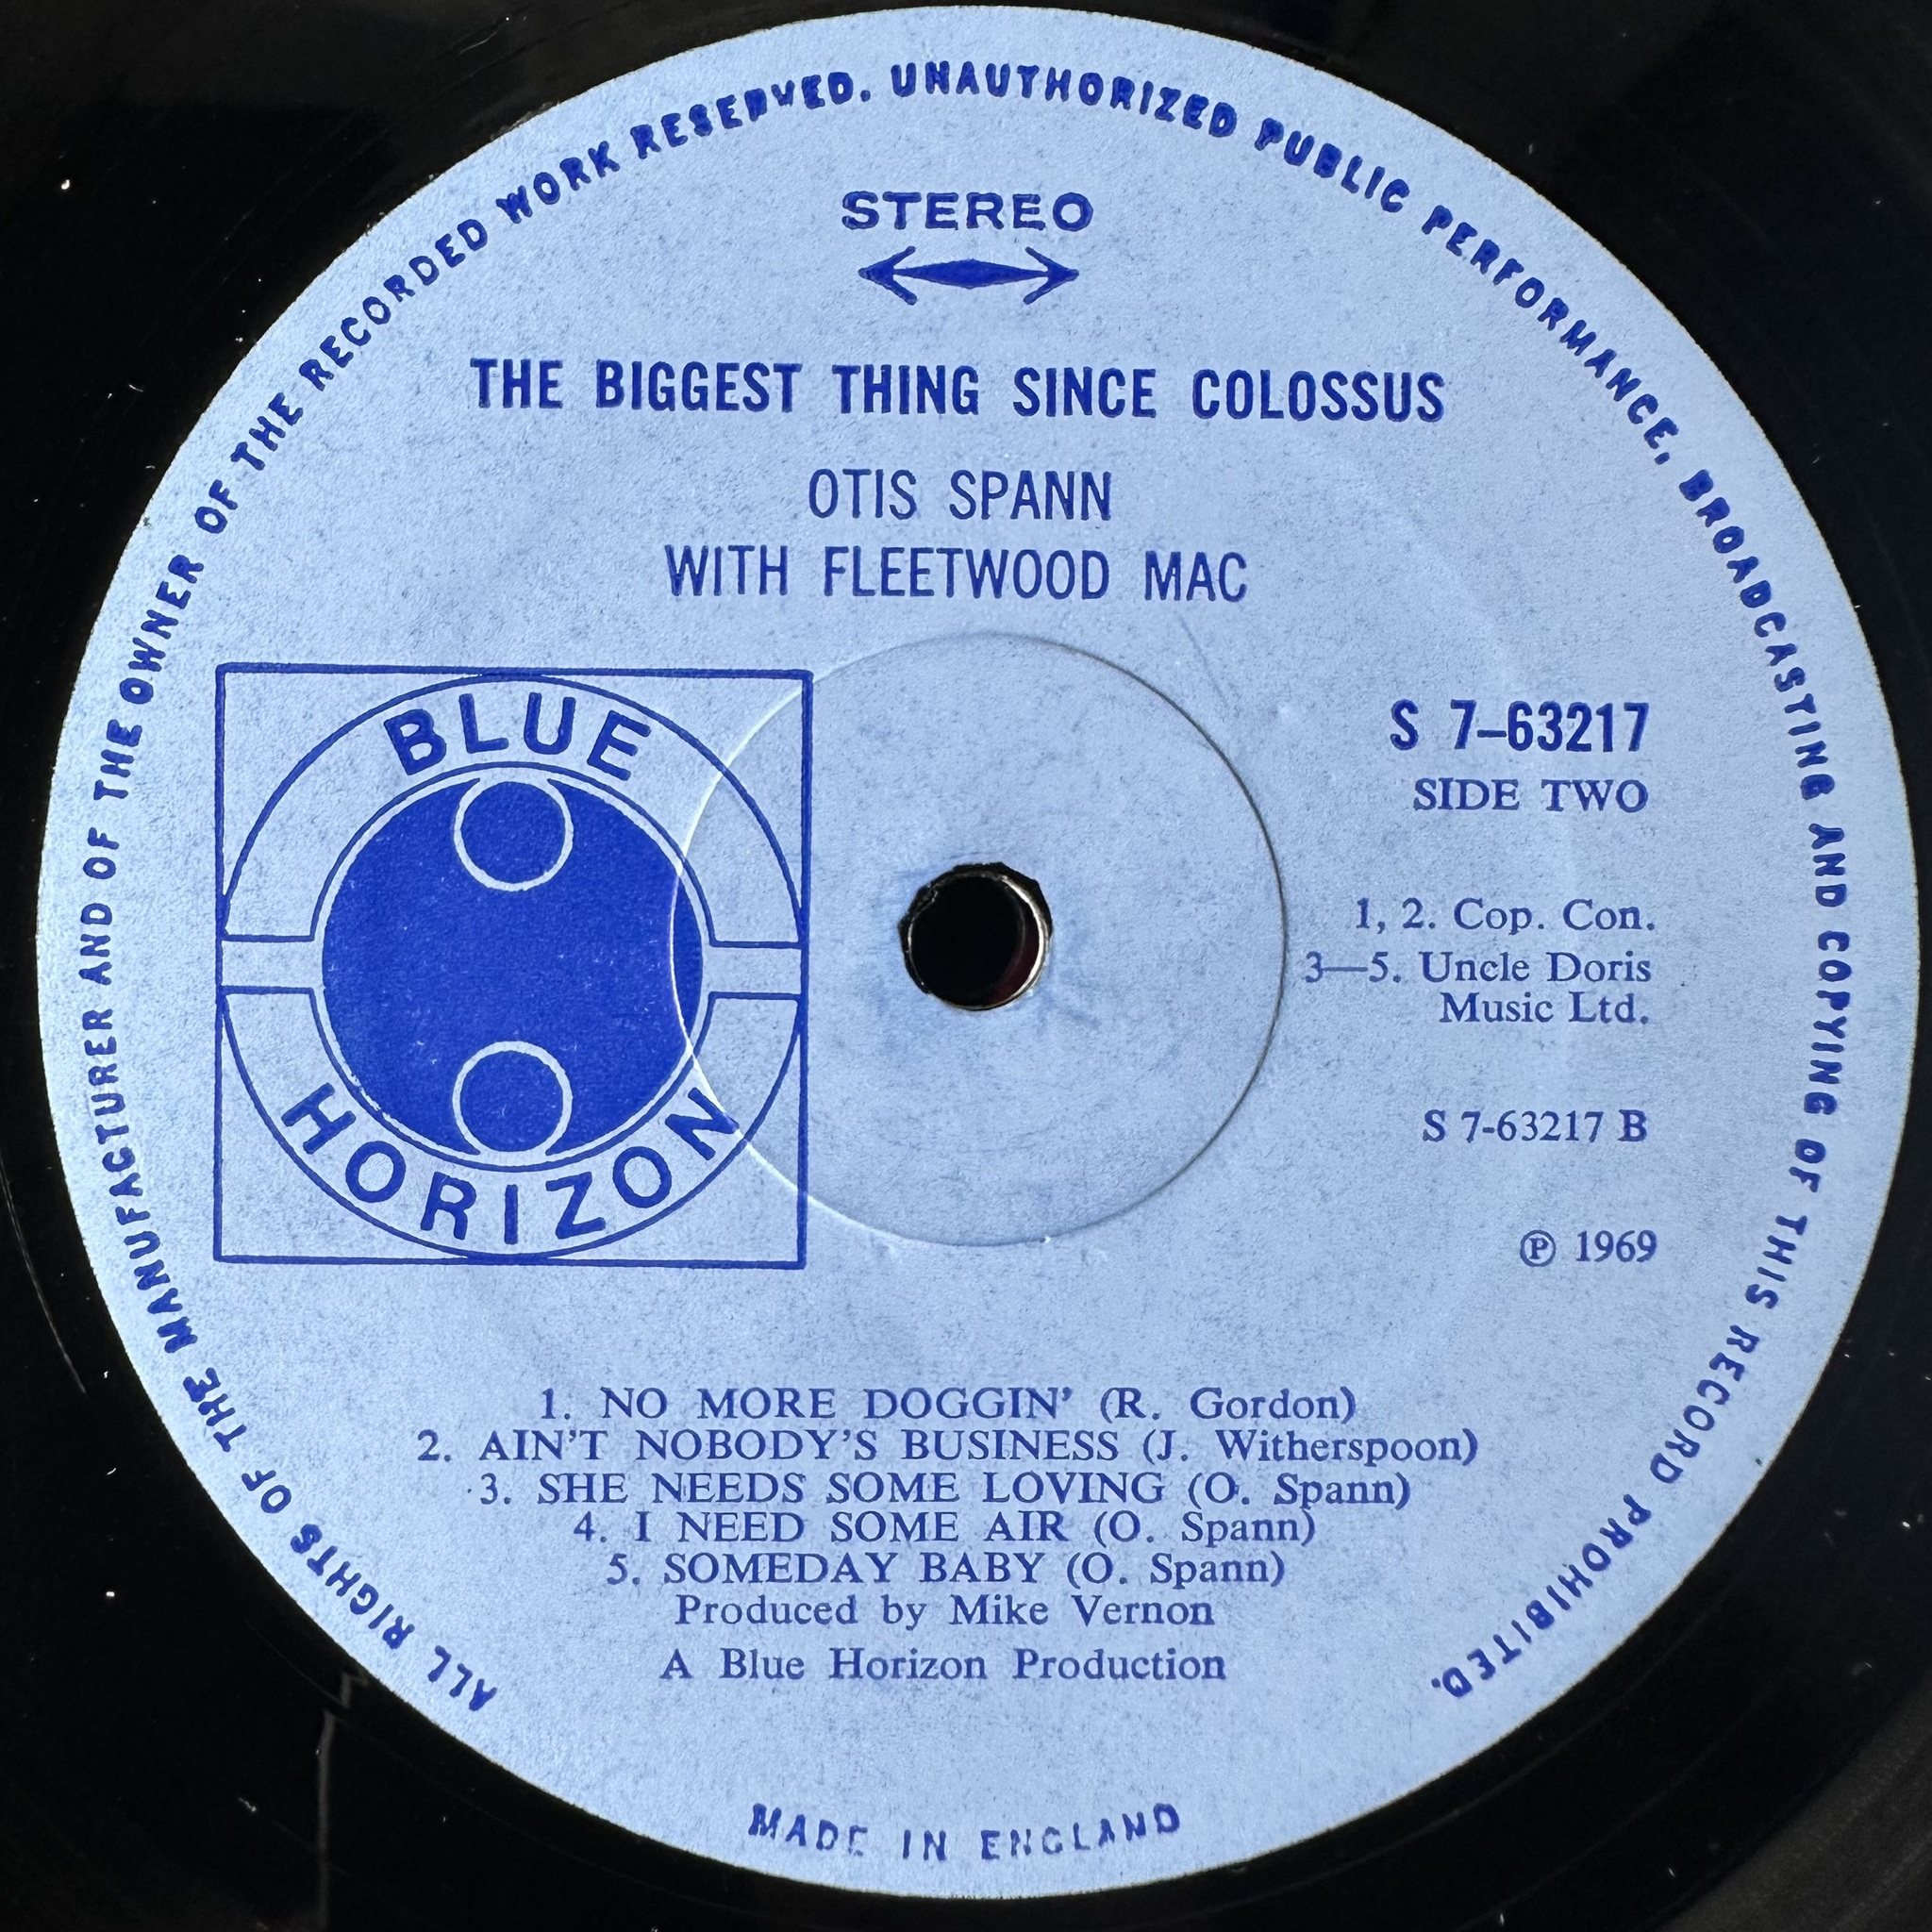 ALL RIGHTS OF THE MANUFACTURER AND OF THE OWNER OF THE RECORDED WORK RESERVED. UNAUTHORIZED PUBLIC PERFORMANCE, BROADCASTING AND COPYING OF THIS RECORD PROHIBITED.
STEREO
THE BIGGEST THING SINCE COLOSSUS
OTIS SPANN
WITH FLEETWOOD MAC
BLUE
HORIZON
S 7–63217
SIDE TWO
1, 2. Cop. Con.
3—5. Uncle Doris
Music Ltd.
S 7-63217 B
℗ 1969
1. NO MORE DOGGIN' (R. Gordon)
2. AIN'T NOBODY'S BUSINESS (J. Witherspoon)
3. SHE NEEDS SOME LOVING (O. Spann)
4. I NEED SOME AIR (O. Spann)
5. SOMEDAY BABY (O. Spann)
Produced by Mike Vernon
A Blue Horizon Production
MADE IN ENGLAND